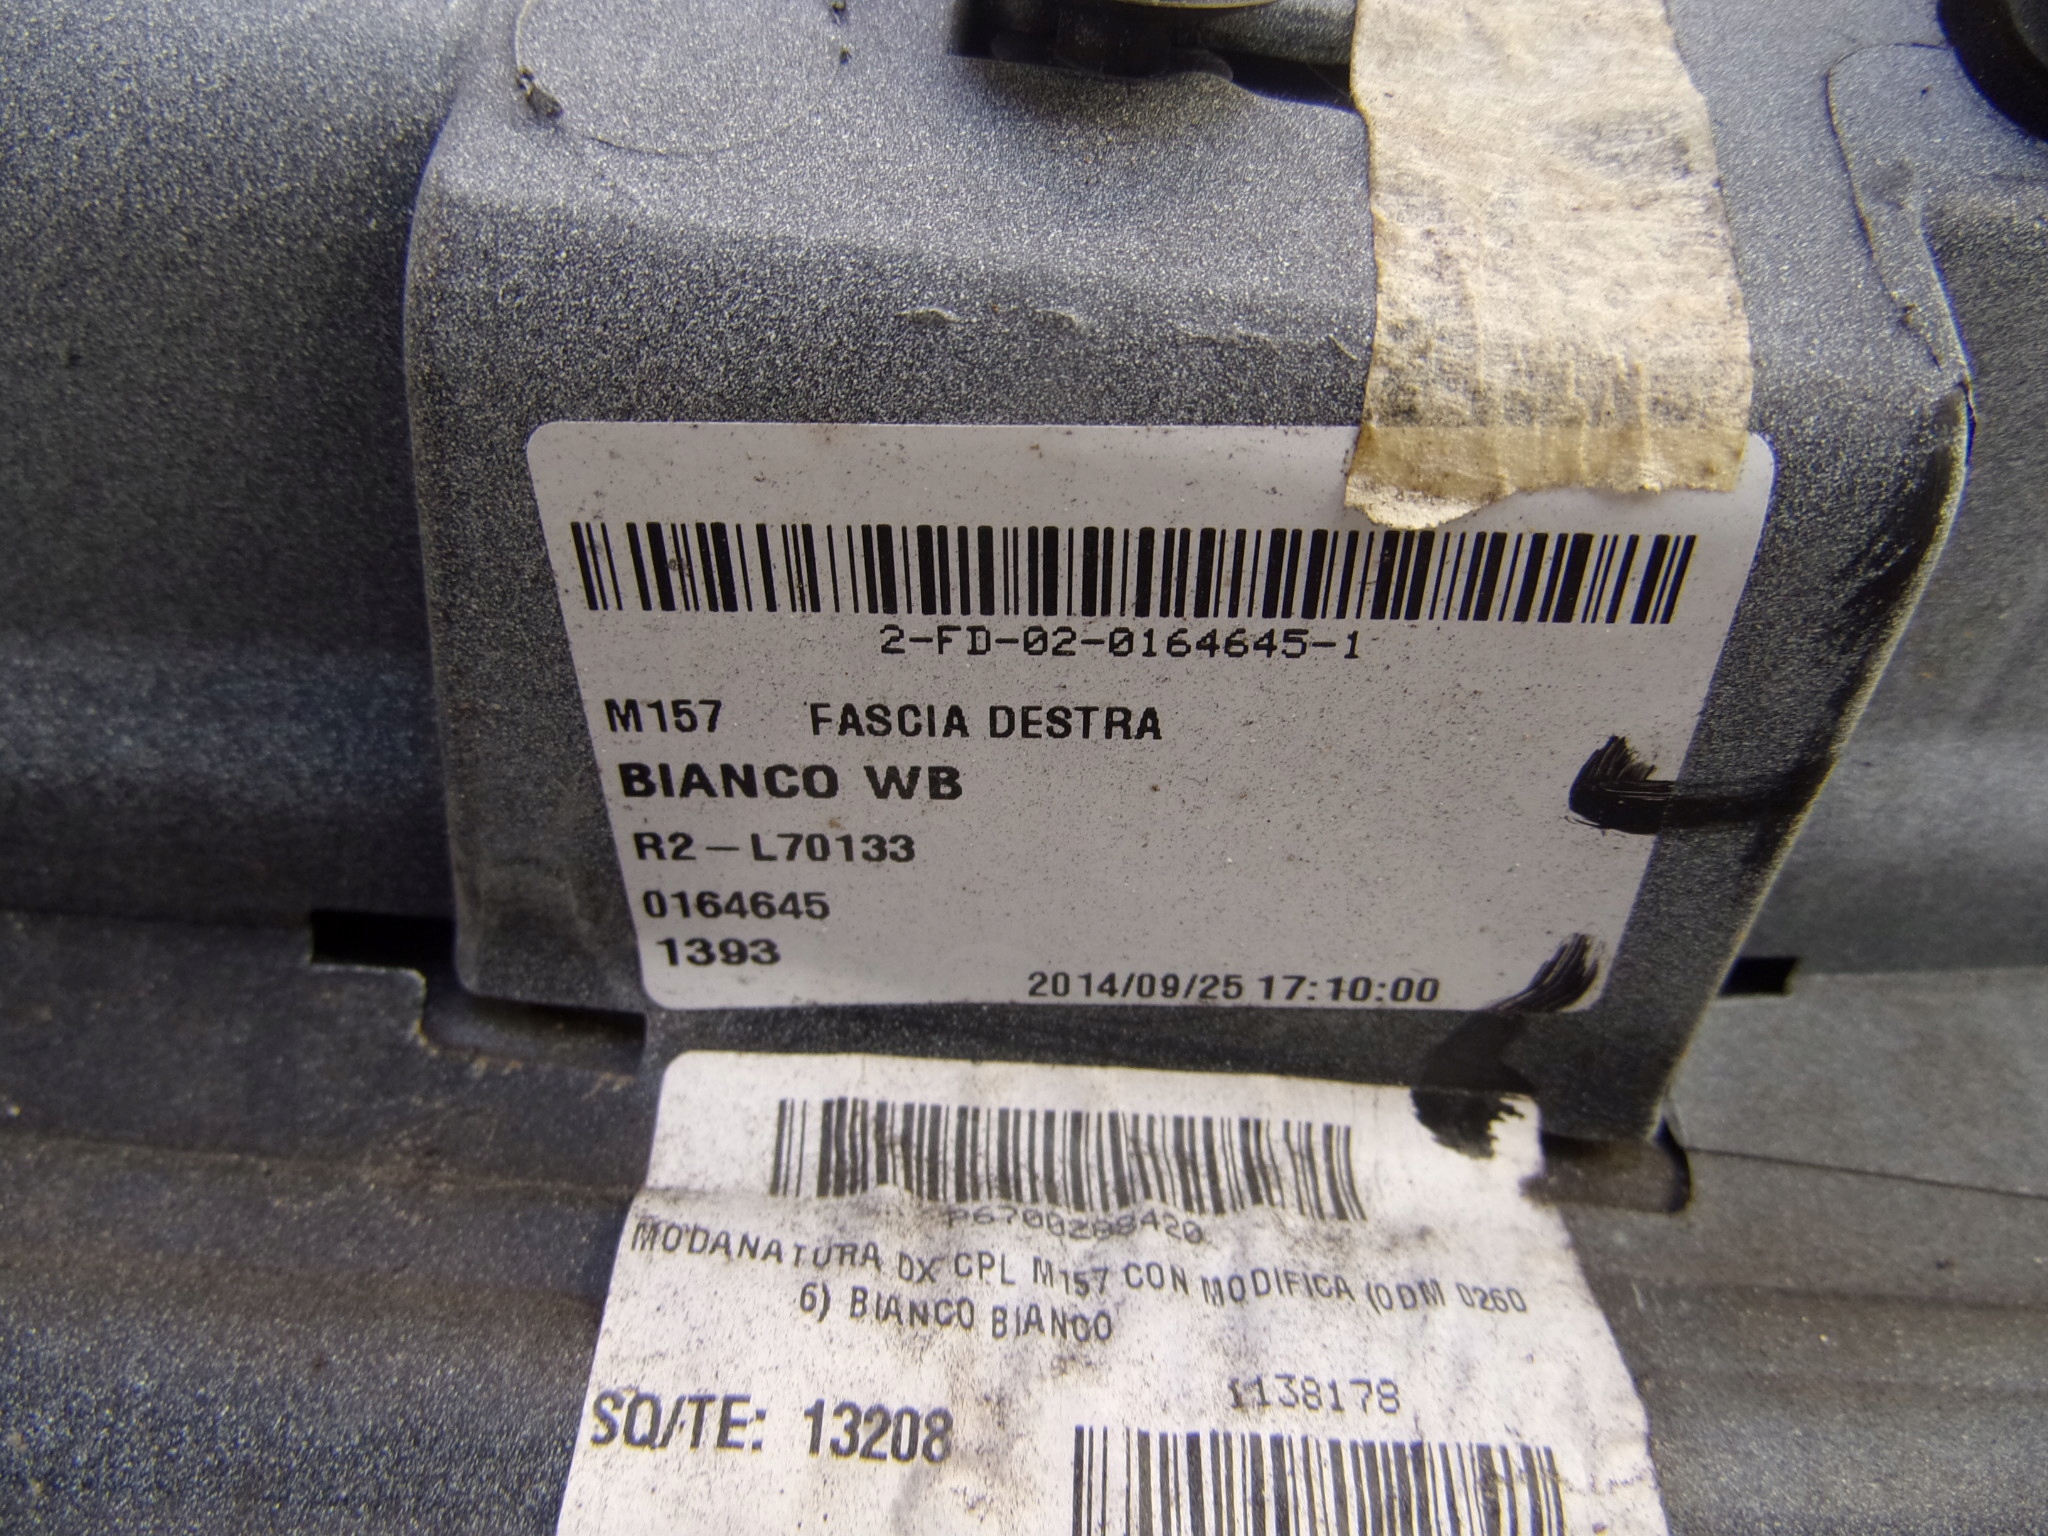 2-FD-02-0164645-1
M157 FASCIA DESTRA
BIANCO WB
R2-L70133
0164645
1393
2014/09/25 17:10:00
MODANATURA DX CPL M157 CON MODIFICA (ODM 0260
6) BIANCO BIANCO
1138178
SQ/TE: 13208